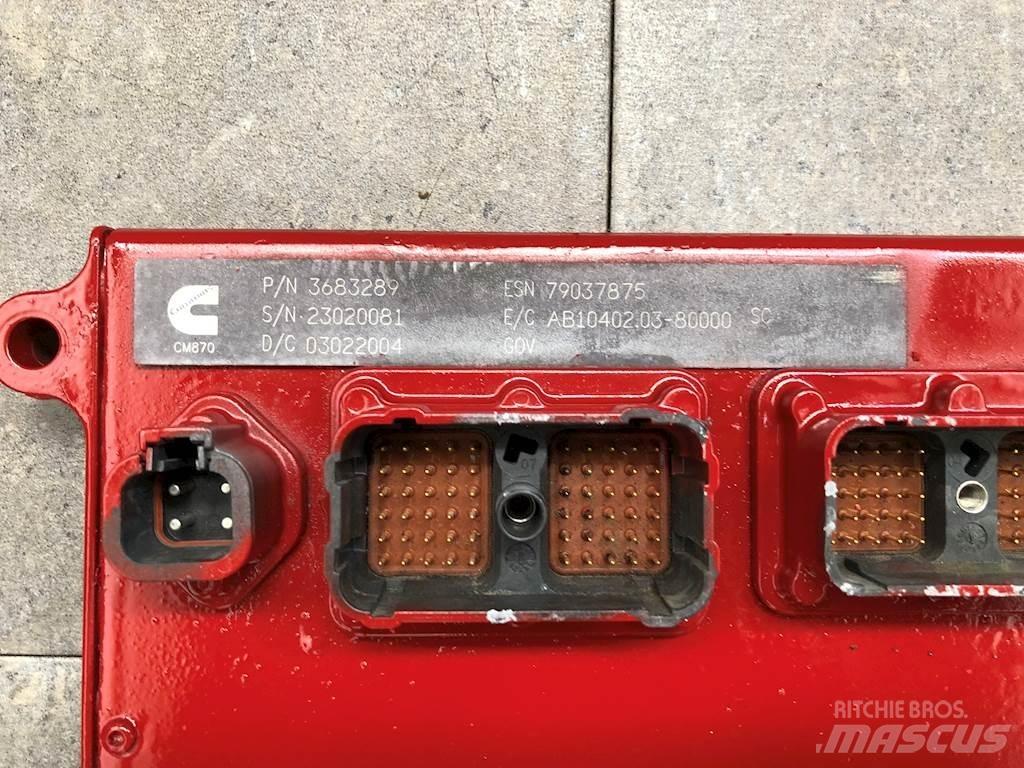 P/N 3683289 ESN 79037875
S/N 23020081 E/C AB10402.03-80000 SC
D/C 03022004 GOV
Cummins
CM870
07
RITCHIE BROS.
MASCUS